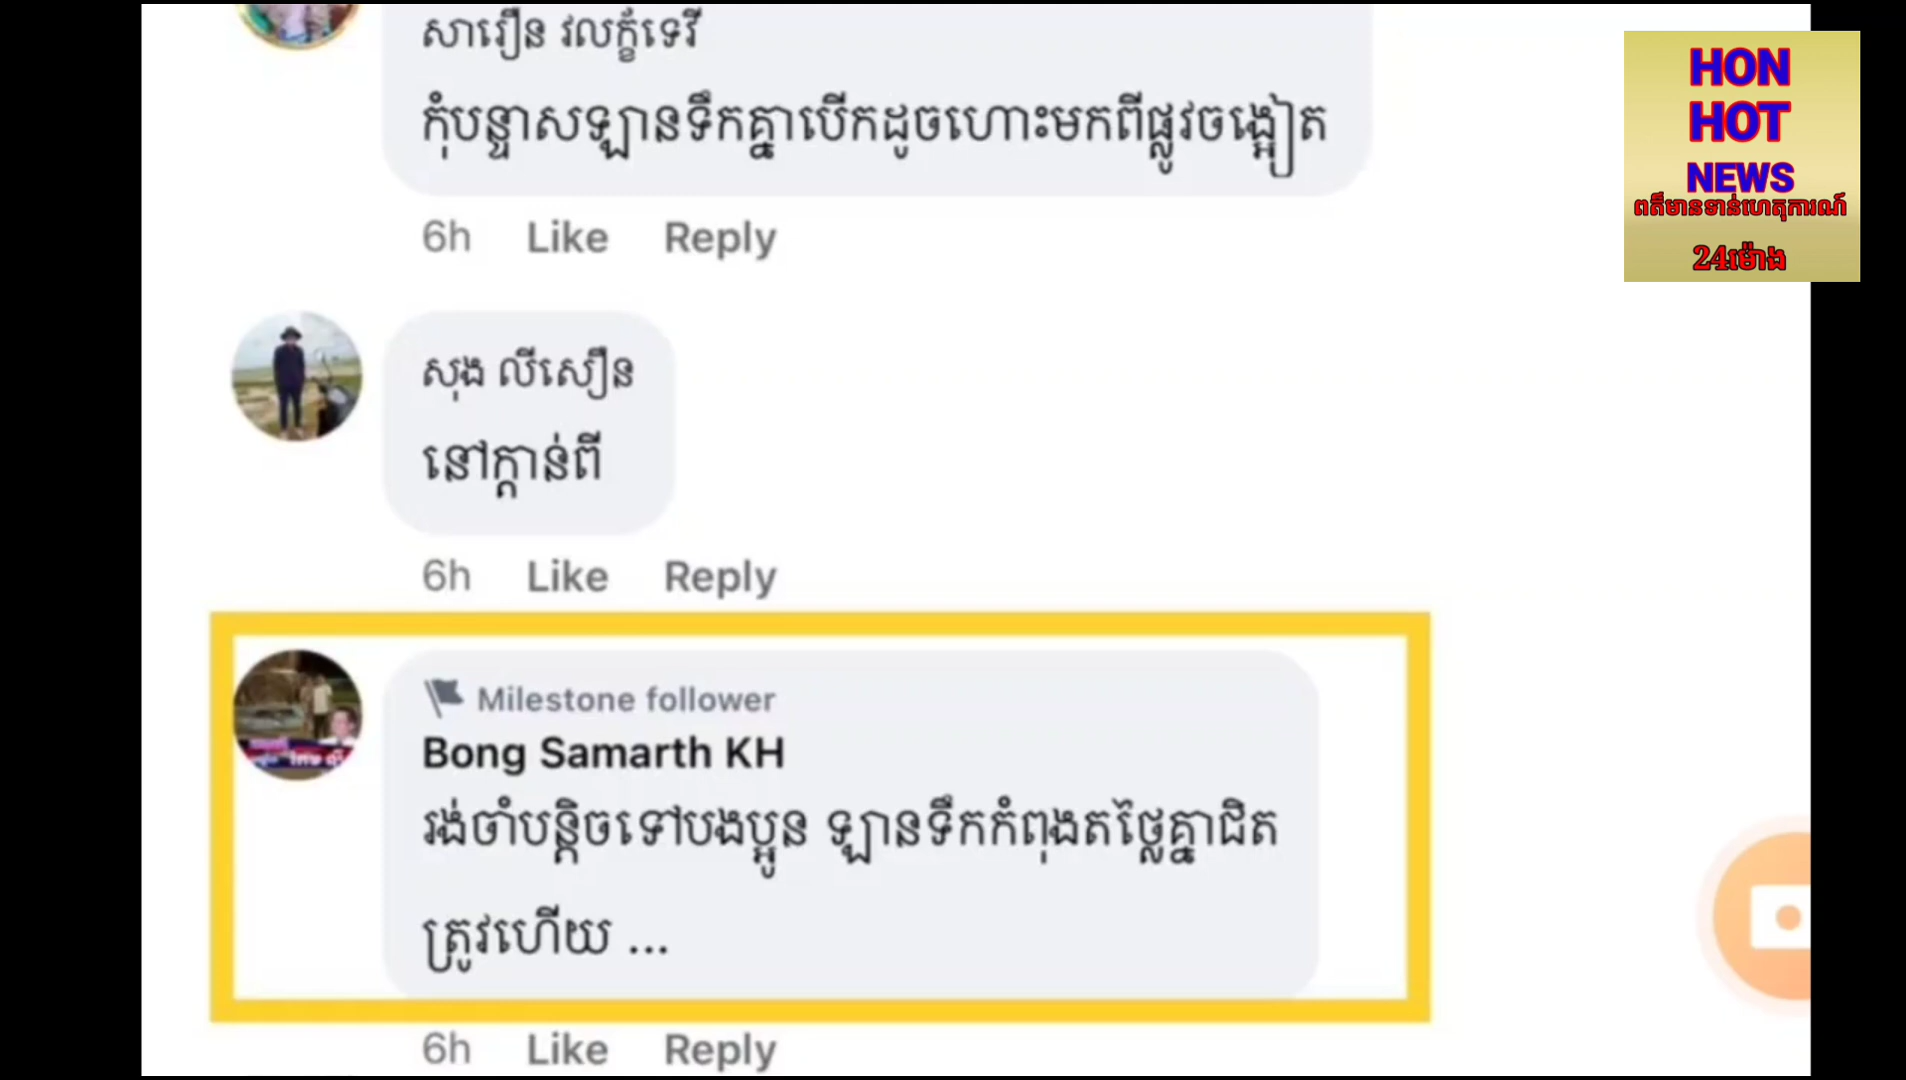 សារឿន វលក្ខ័ទេវី
កុំបន្ទាសឡានទឹកគ្នាបើកដូចហោះមកពីផ្លូវចង្អៀត
6h Like Reply
HON
HOT
NEWS
ពត៏មានទាន់ហេតុការណ៍
24ម៉ោង
សុង លីសឿន
នៅក្ដាន់ពី
6h Like Reply
Milestone follower
Bong Samarth KH
រង់ចាំបន្តិចទៅបងប្អូន ឡានទឹកកំពុងតថ្លៃគ្នាជិត
ត្រូវហើយ ...
6h Like Reply